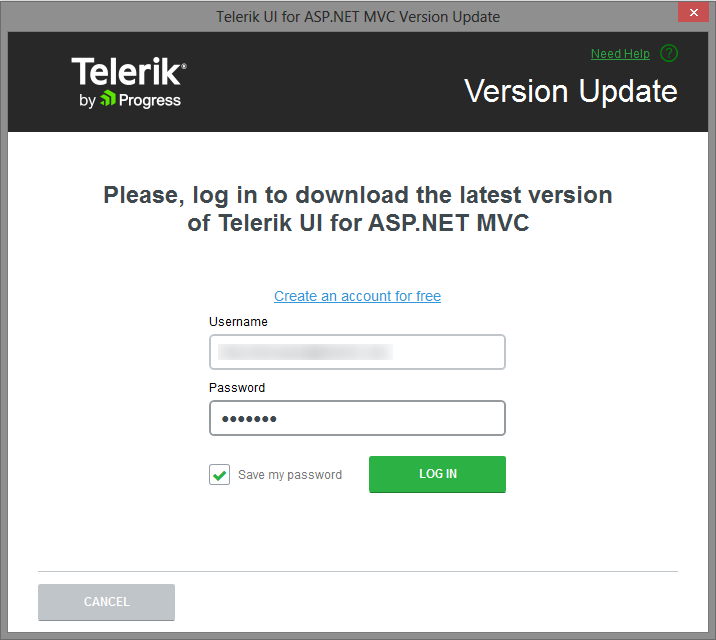 Telerik UI for ASP.NET MVC Version Update
Need Help ?
Telerik®
by Progress
Version Update
Please, log in to download the latest version
of Telerik UI for ASP.NET MVC
Create an account for free
Username
Password
•••••••
Save my password
LOG IN
CANCEL